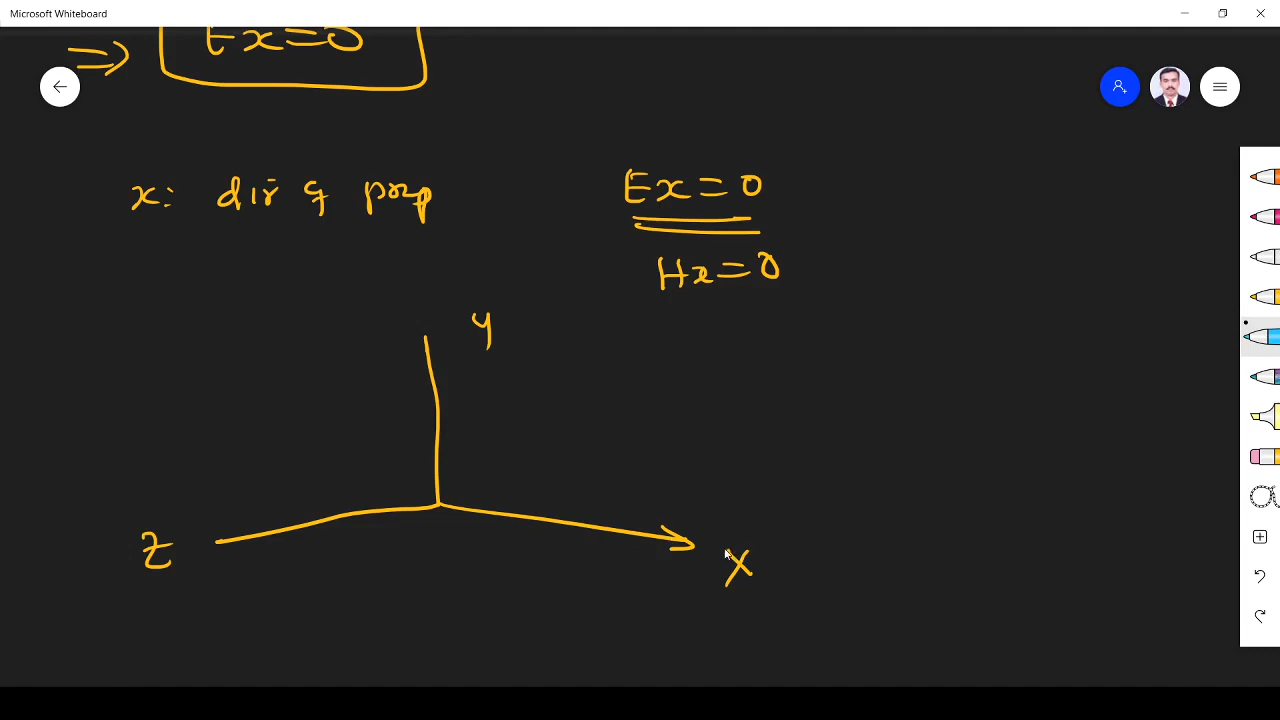 Microsoft Whiteboard
⇒ Ex=0
x: dir of prop Ex=0
Hx=0
y
z
x